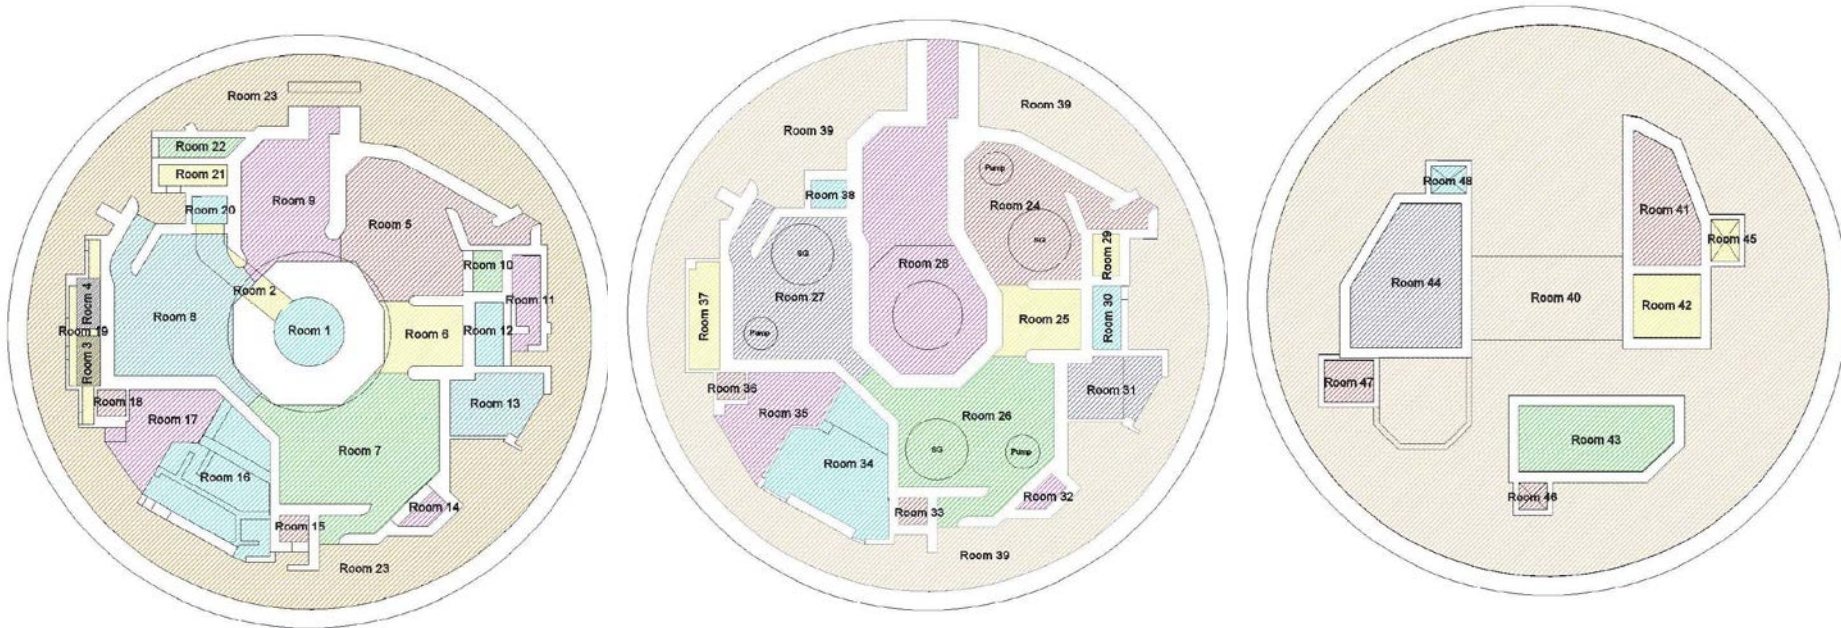 Room 23
Room 22
Room 21
Room 20
Room 9
Room 5
Room 10
Room 11
Room 2
Room 4
Room 19
Room 3
Room 8
Room 1
Room 6
Room 12
Room 18
Room 17
Room 13
Room 7
Room 16
Room 14
Room 15
Room 23
Room 39
Room 39
Pump
Room 38
Room 24
SG
Room 29
SG
Room 28
Room 27
Room 37
Pump
Room 25
Room 30
Room 36
Room 35
Room 31
Room 26
SG
Pump
Room 34
Room 32
Room 33
Room 39
Room 48
Room 41
Room 45
Room 44
Room 40
Room 42
Room 47
Room 43
Room 46